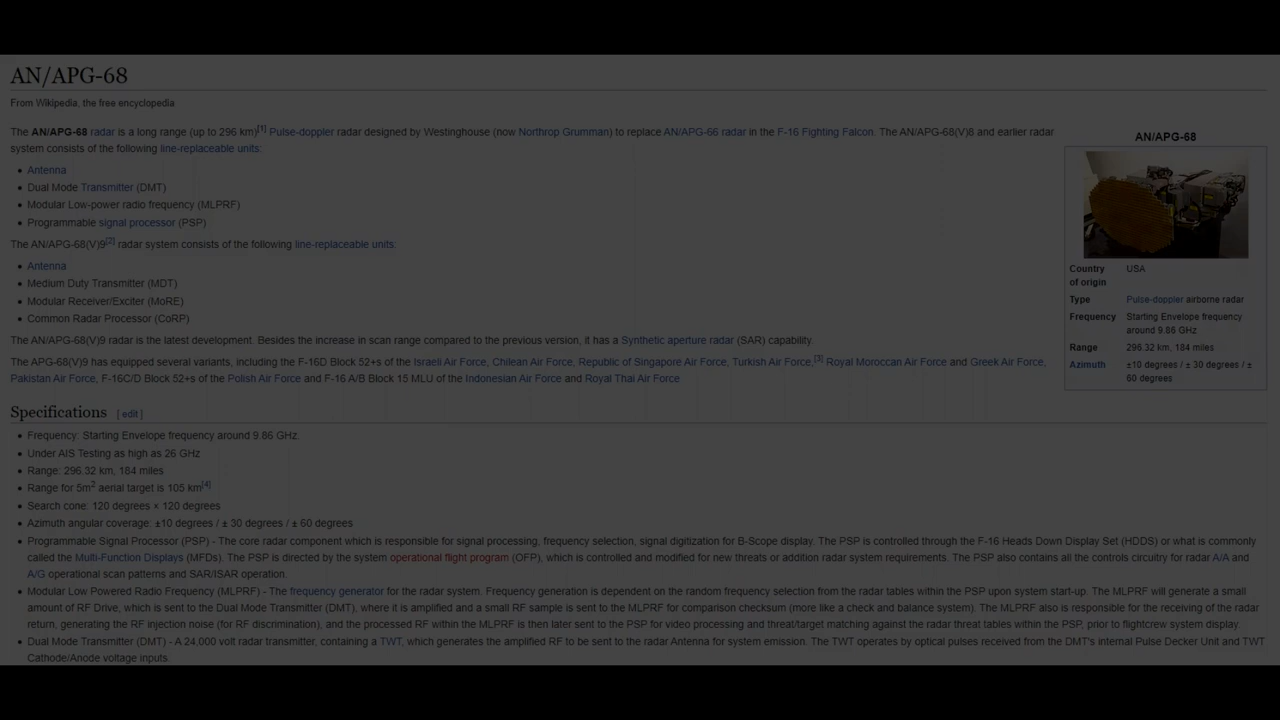 AN/APG-68
From Wikipedia, the free encyclopedia
The AN/APG-68 radar is a long range (up to 296 km)[1] Pulse-doppler radar designed by Westinghouse (now Northrop Grumman) to replace AN/APG-66 radar in the F-16 Fighting Falcon. The AN/APG-68(V)8 and earlier radar
system consists of the following line-replaceable units:
• Antenna
• Dual Mode Transmitter (DMT)
• Modular Low-power radio frequency (MLPRF)
• Programmable signal processor (PSP)
The AN/APG-68(V)9[2] radar system consists of the following line-replaceable units:
• Antenna
• Medium Duty Transmitter (MDT)
• Modular Receiver/Exciter (MoRE)
• Common Radar Processor (CoRP)
The AN/APG-68(V)9 radar is the latest development. Besides the increase in scan range compared to the previous version, it has a Synthetic aperture radar (SAR) capability.
The APG-68(V)9 has equipped several variants, including the F-16D Block 52+s of the Israeli Air Force, Chilean Air Force, Republic of Singapore Air Force, Turkish Air Force,[3] Royal Moroccan Air Force and Greek Air Force,
Pakistan Air Force, F-16C/D Block 52+s of the Polish Air Force and F-16 A/B Block 15 MLU of the Indonesian Air Force and Royal Thai Air Force
AN/APG-68
Country USA
of origin
Type Pulse-doppler airborne radar
Frequency Starting Envelope frequency
around 9.86 GHz
Range 296.32 km, 184 miles
Azimuth ±10 degrees / ± 30 degrees / ±
60 degrees
Specifications [ edit ]
• Frequency: Starting Envelope frequency around 9.86 GHz.
• Under AIS Testing as high as 26 GHz
• Range: 296.32 km, 184 miles
• Range for 5m2 aerial target is 105 km[4]
• Search cone: 120 degrees × 120 degrees
• Azimuth angular coverage: ±10 degrees / ± 30 degrees / ± 60 degrees
• Programmable Signal Processor (PSP) - The core radar component which is responsible for signal processing, frequency selection, signal digitization for B-Scope display. The PSP is controlled through the F-16 Heads Down Display Set (HDDS) or what is commonly
called the Multi-Function Displays (MFDs). The PSP is directed by the system operational flight program (OFP), which is controlled and modified for new threats or addition radar system requirements. The PSP also contains all the controls circuitry for radar A/A and
A/G operational scan patterns and SAR/ISAR operation.
• Modular Low Powered Radio Frequency (MLPRF) - The frequency generator for the radar system. Frequency generation is dependent on the random frequency selection from the radar tables within the PSP upon system start-up. The MLPRF will generate a small
amount of RF Drive, which is sent to the Dual Mode Transmitter (DMT), where it is amplified and a small RF sample is sent to the MLPRF for comparison checksum (more like a check and balance system). The MLPRF also is responsible for the receiving of the radar
return, generating the RF injection noise (for RF discrimination), and the processed RF within the MLPRF is then later sent to the PSP for video processing and threat/target matching against the radar threat tables within the PSP, prior to flightcrew system display.
• Dual Mode Transmitter (DMT) - A 24,000 volt radar transmitter, containing a TWT, which generates the amplified RF to be sent to the radar Antenna for system emission. The TWT operates by optical pulses received from the DMT's internal Pulse Decker Unit and TWT
Cathode/Anode voltage inputs: